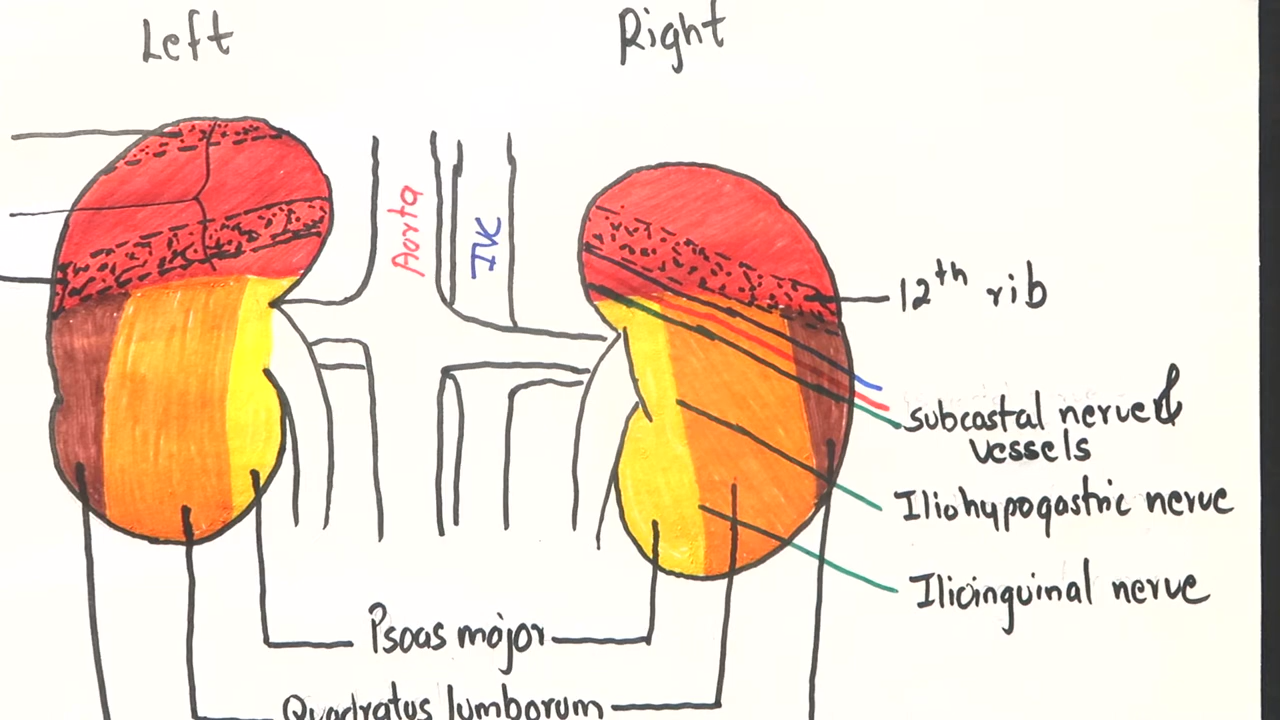 Left
Right
Aorta
IVC
12th rib
subcostal nerve &
vessels
Iliohypogastric nerve
Ilioinguinal nerve
Psoas major
Quadratus lumborum